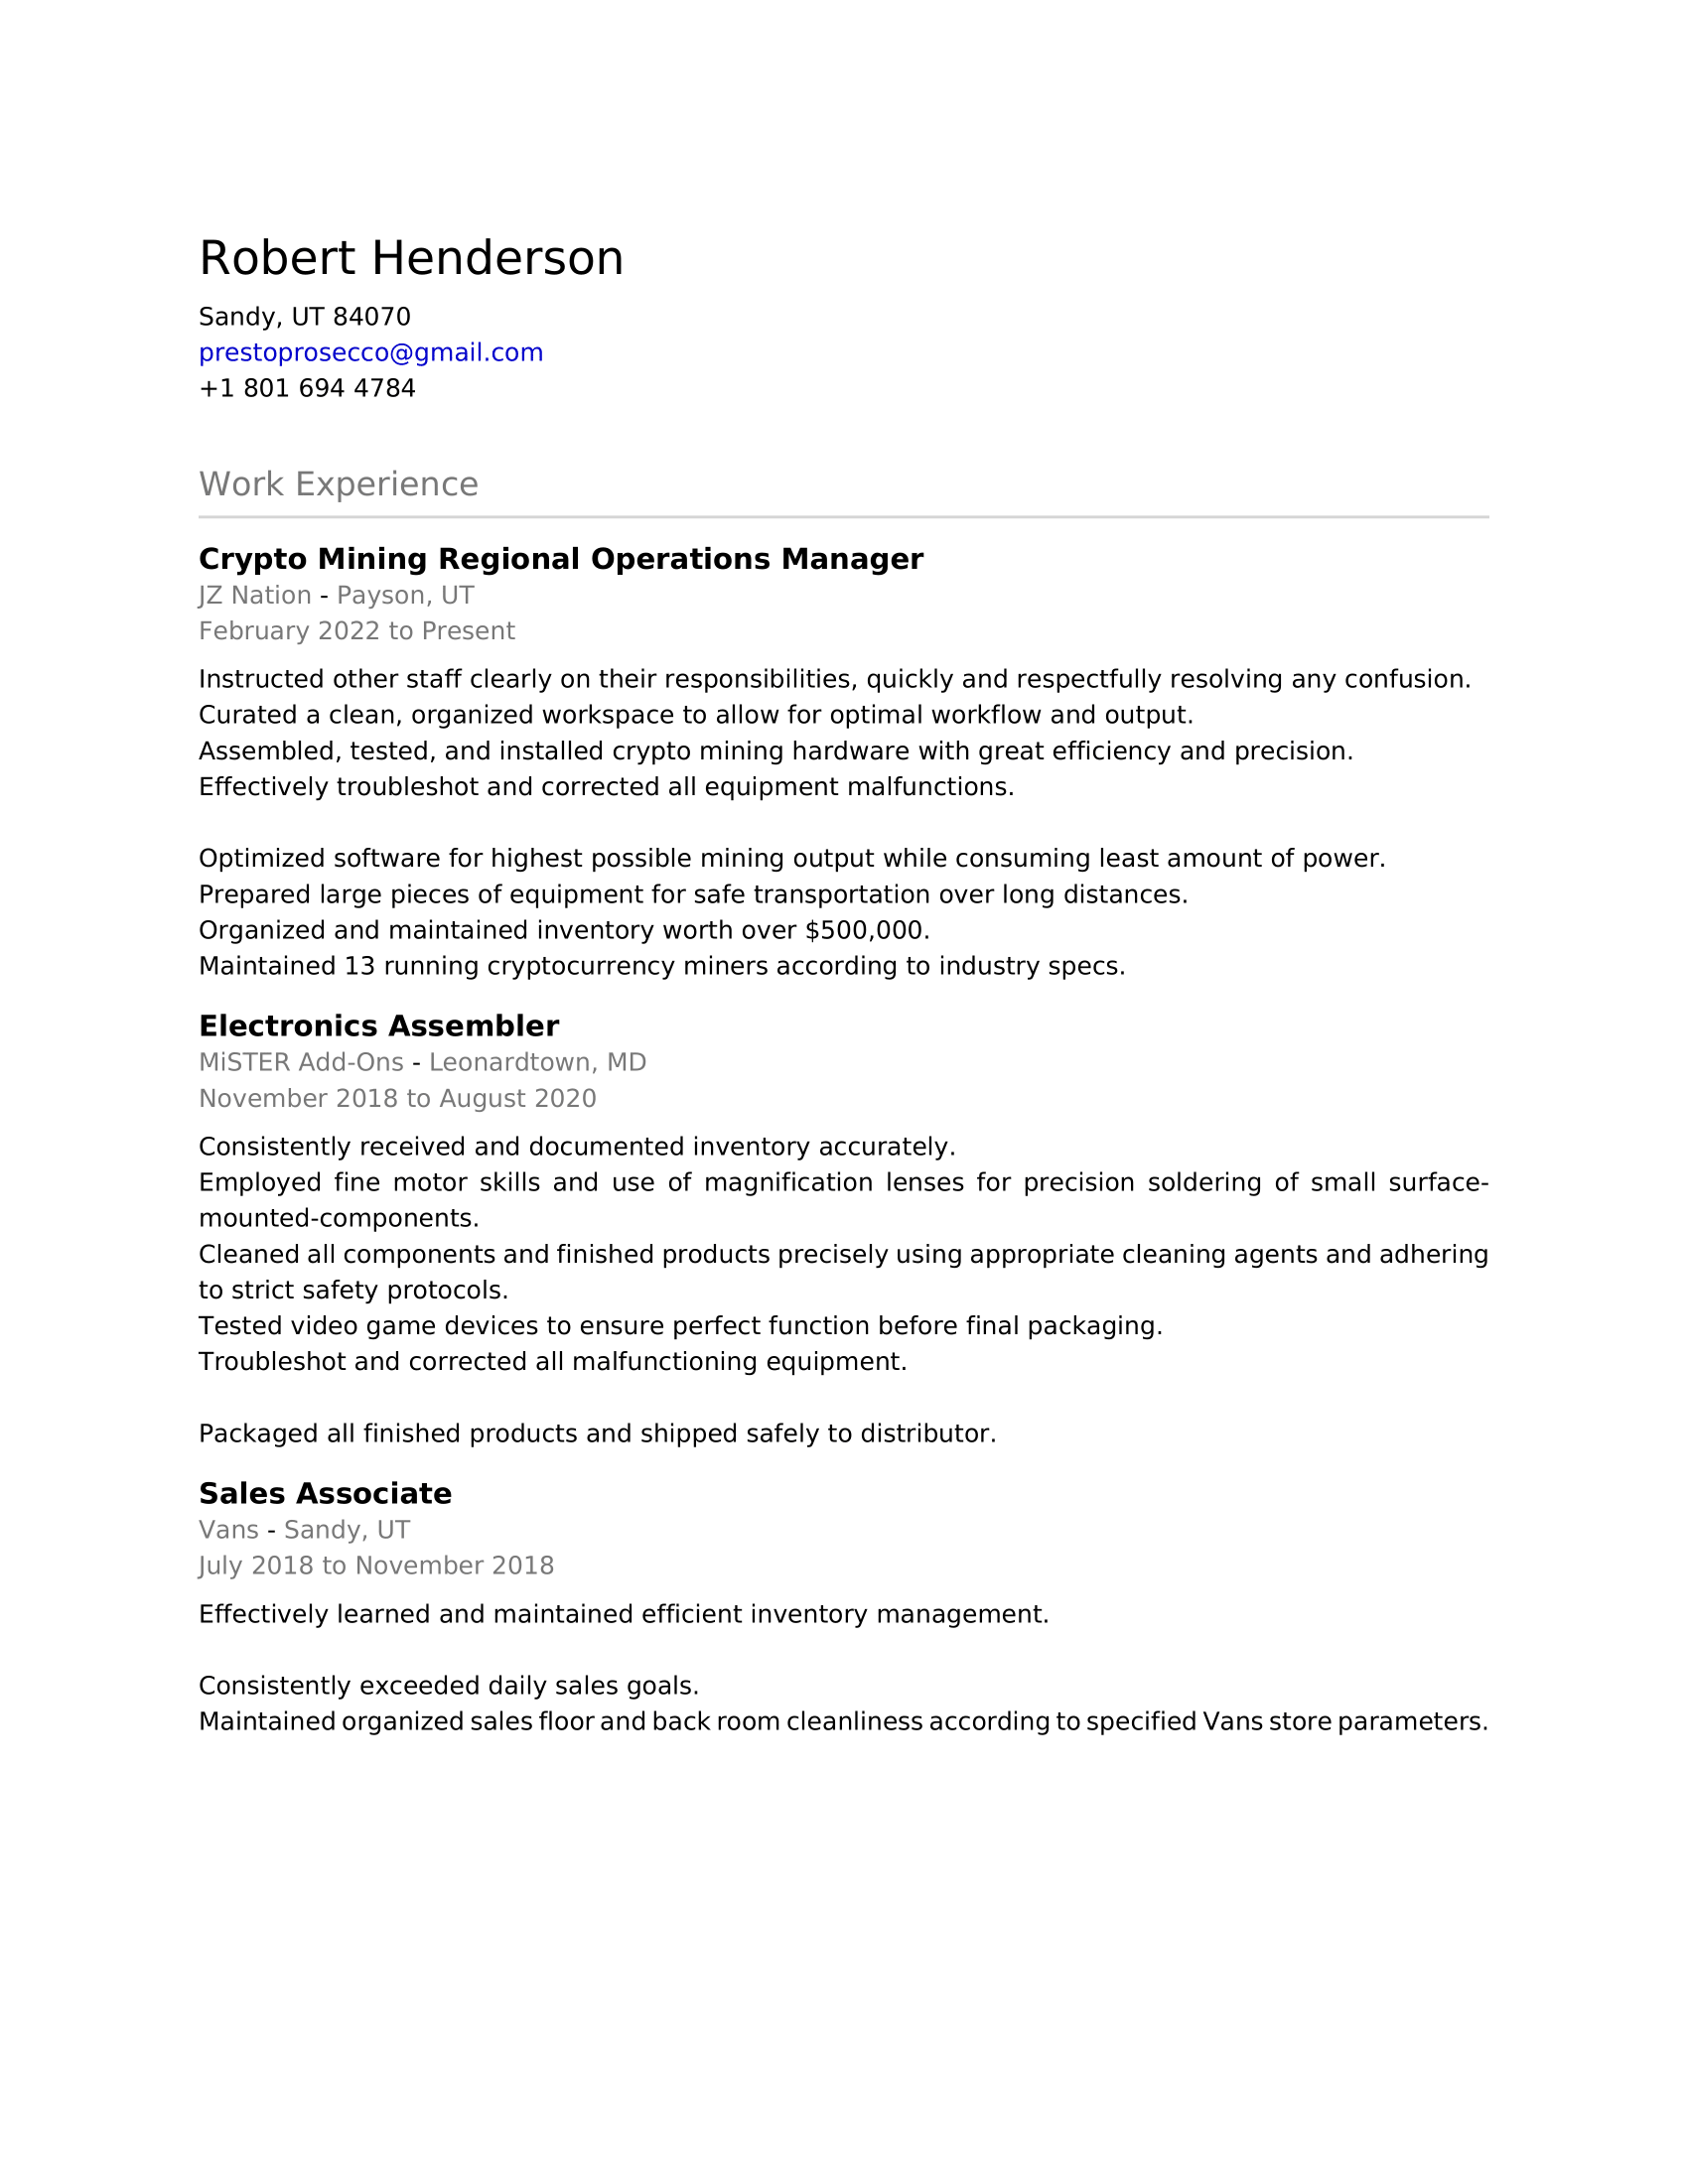 Robert Henderson
Sandy, UT 84070
prestoprosecco@gmail.com
+1 801 694 4784
Work Experience
Crypto Mining Regional Operations Manager
JZ Nation - Payson, UT
February 2022 to Present
Instructed other staff clearly on their responsibilities, quickly and respectfully resolving any confusion.
Curated a clean, organized workspace to allow for optimal workflow and output.
Assembled, tested, and installed crypto mining hardware with great efficiency and precision.
Effectively troubleshot and corrected all equipment malfunctions.
Optimized software for highest possible mining output while consuming least amount of power.
Prepared large pieces of equipment for safe transportation over long distances.
Organized and maintained inventory worth over $500,000.
Maintained 13 running cryptocurrency miners according to industry specs.
Electronics Assembler
MiSTER Add-Ons - Leonardtown, MD
November 2018 to August 2020
Consistently received and documented inventory accurately.
Employed fine motor skills and use of magnification lenses for precision soldering of small surface-
mounted-components.
Cleaned all components and finished products precisely using appropriate cleaning agents and adhering
to strict safety protocols.
Tested video game devices to ensure perfect function before final packaging.
Troubleshot and corrected all malfunctioning equipment.
Packaged all finished products and shipped safely to distributor.
Sales Associate
Vans - Sandy, UT
July 2018 to November 2018
Effectively learned and maintained efficient inventory management.
Consistently exceeded daily sales goals.
Maintained organized sales floor and back room cleanliness according to specified Vans store parameters.